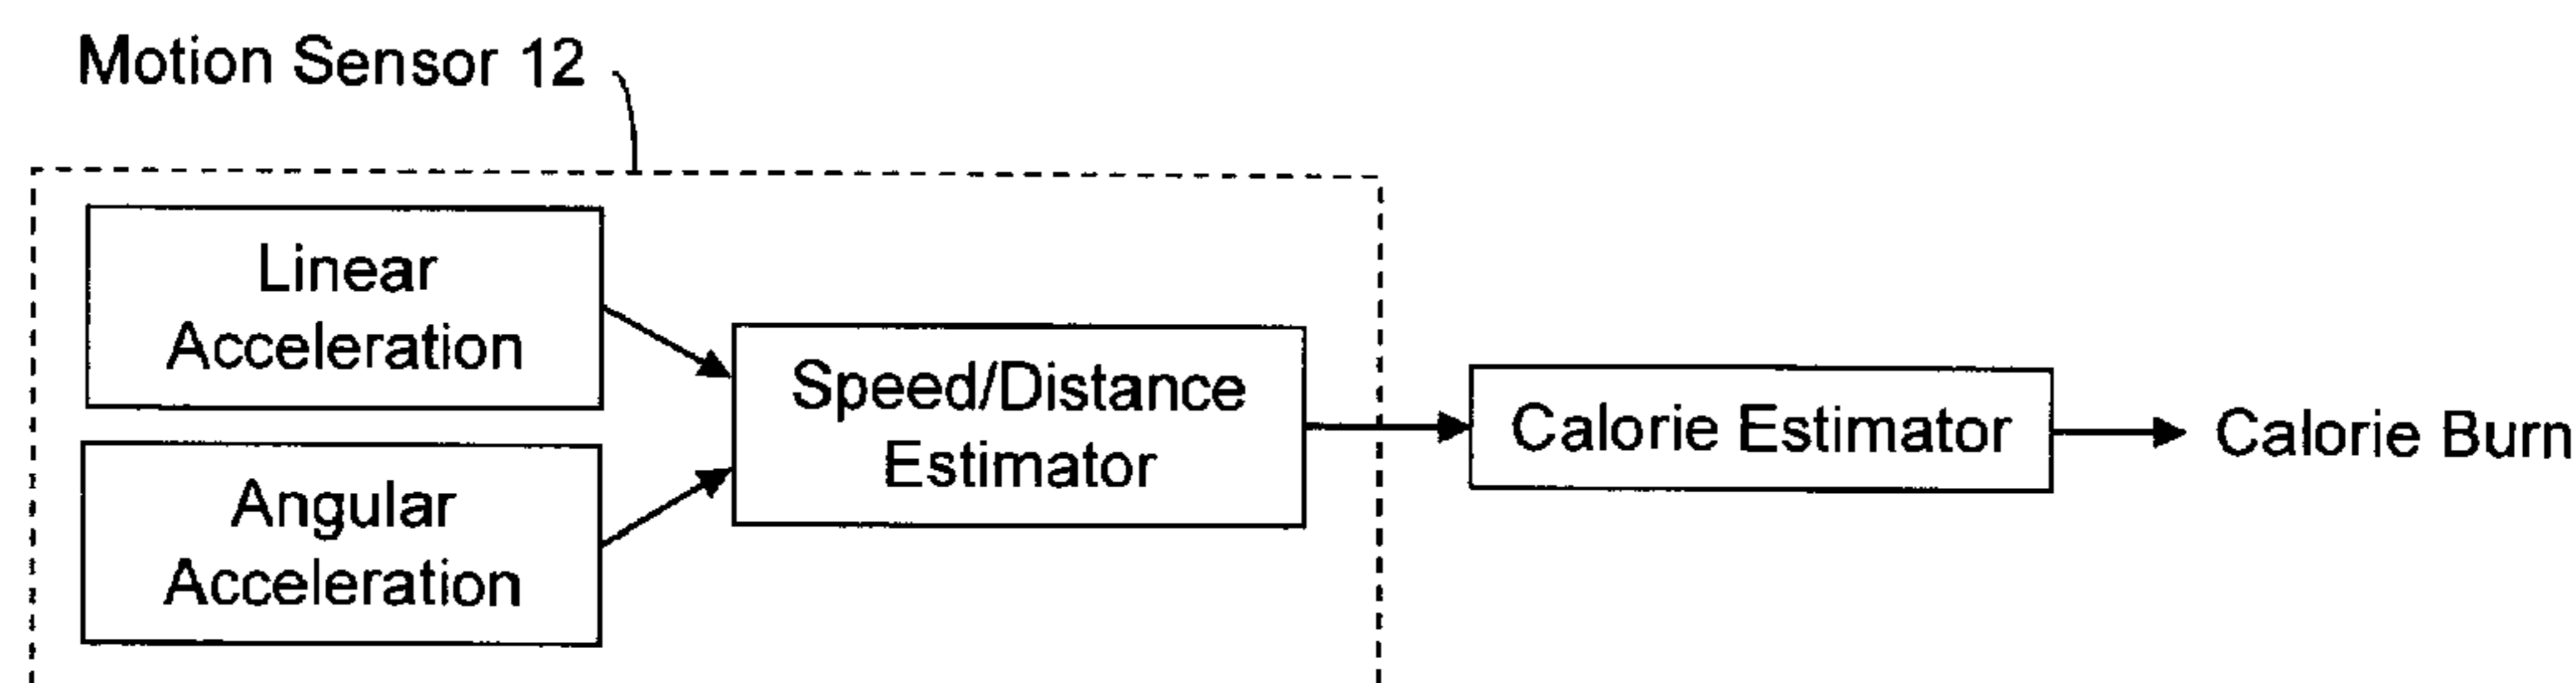 Motion Sensor 12
Linear
Acceleration
Angular
Acceleration
Speed/Distance
Estimator
Calorie Estimator
Calorie Burn